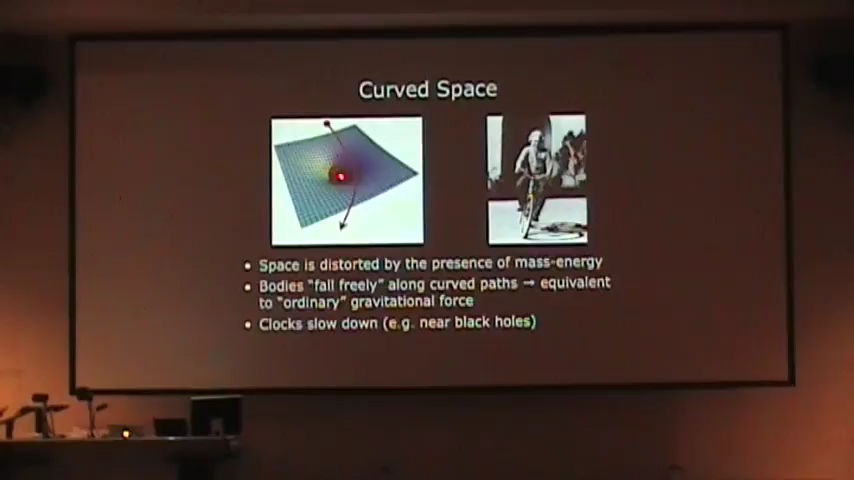 Curved Space
• Space is distorted by the presence of mass-energy
• Bodies "fall freely" along curved paths → equivalent
to "ordinary" gravitational force
• Clocks slow down (e.g. near black holes)